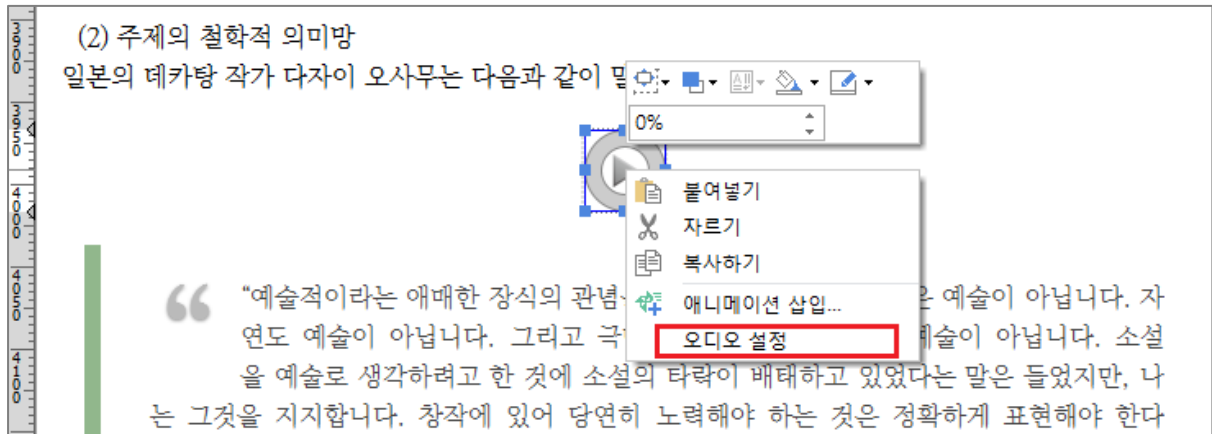 (2) 주제의 철학적 의미망
일본의 데카탕 작가 다자이 오사무는 다음과 같이
0%
붙여넣기
자르기
복사하기
애니메이션 삽입...
오디오 설정
“예술적이라는 애매한 장식의 관념 예술이 아닙니다. 자
연도 예술이 아닙니다. 그리고 예술이 아닙니다. 소설
을 예술로 생각하려고 한 것에 소설의 타락이 배태하고 있었다는 말은 들었지만, 나
는 그것을 지지합니다. 창작에 있어 당연히 노력해야 하는 것은 정확하게 표현해야 한다
3900
3950
4000
4050
4100